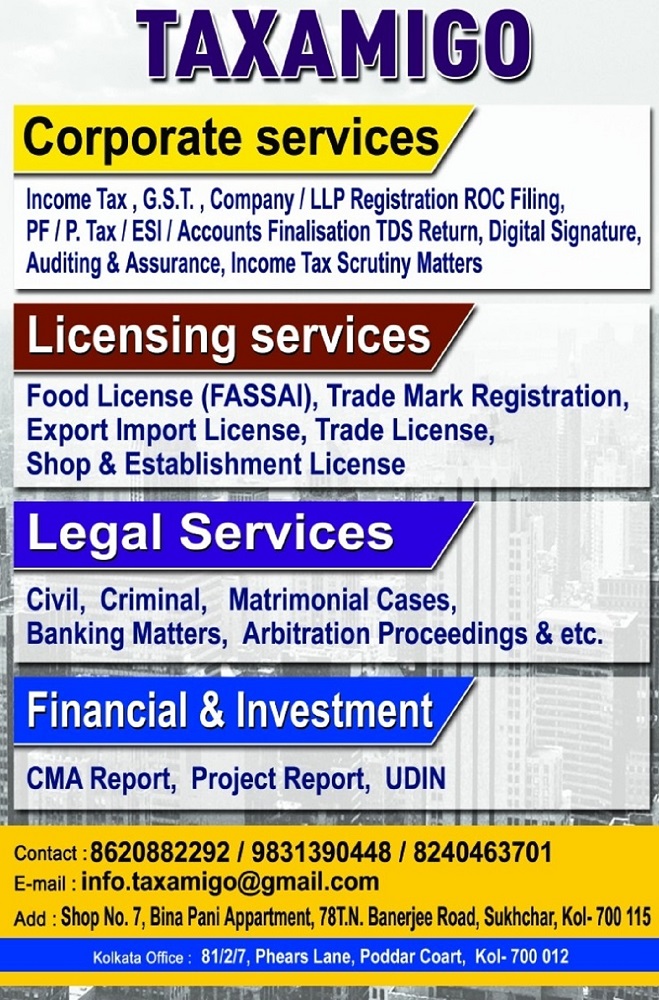 TAXAMIGO
Corporate services
Income Tax , G.S.T. , Company / LLP Registration ROC Filing,
PF / P. Tax / ESI / Accounts Finalisation TDS Return, Digital Signature,
Auditing & Assurance, Income Tax Scrutiny Matters
Licensing services
Food License (FASSAI), Trade Mark Registration,
Export Import License, Trade License,
Shop & Establishment License
Legal Services
Civil, Criminal, Matrimonial Cases,
Banking Matters, Arbitration Proceedings & etc.
Financial & Investment
CMA Report, Project Report, UDIN
Contact : 8620882292 / 9831390448 / 8240463701
E-mail : info.taxamigo@gmail.com
Add : Shop No. 7, Bina Pani Appartment, 78T.N. Banerjee Road, Sukhchar, Kol- 700 115
Kolkata Office : 81/2/7, Phears Lane, Poddar Coart, Kol- 700 012